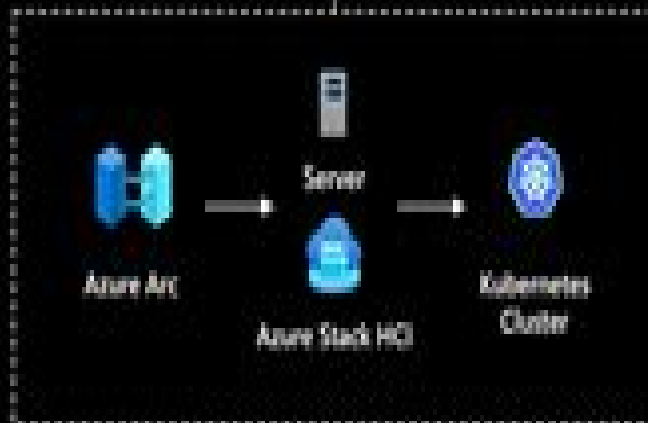 Server
Azure Arc
Azure Stack HCI
Kubernetes
Cluster